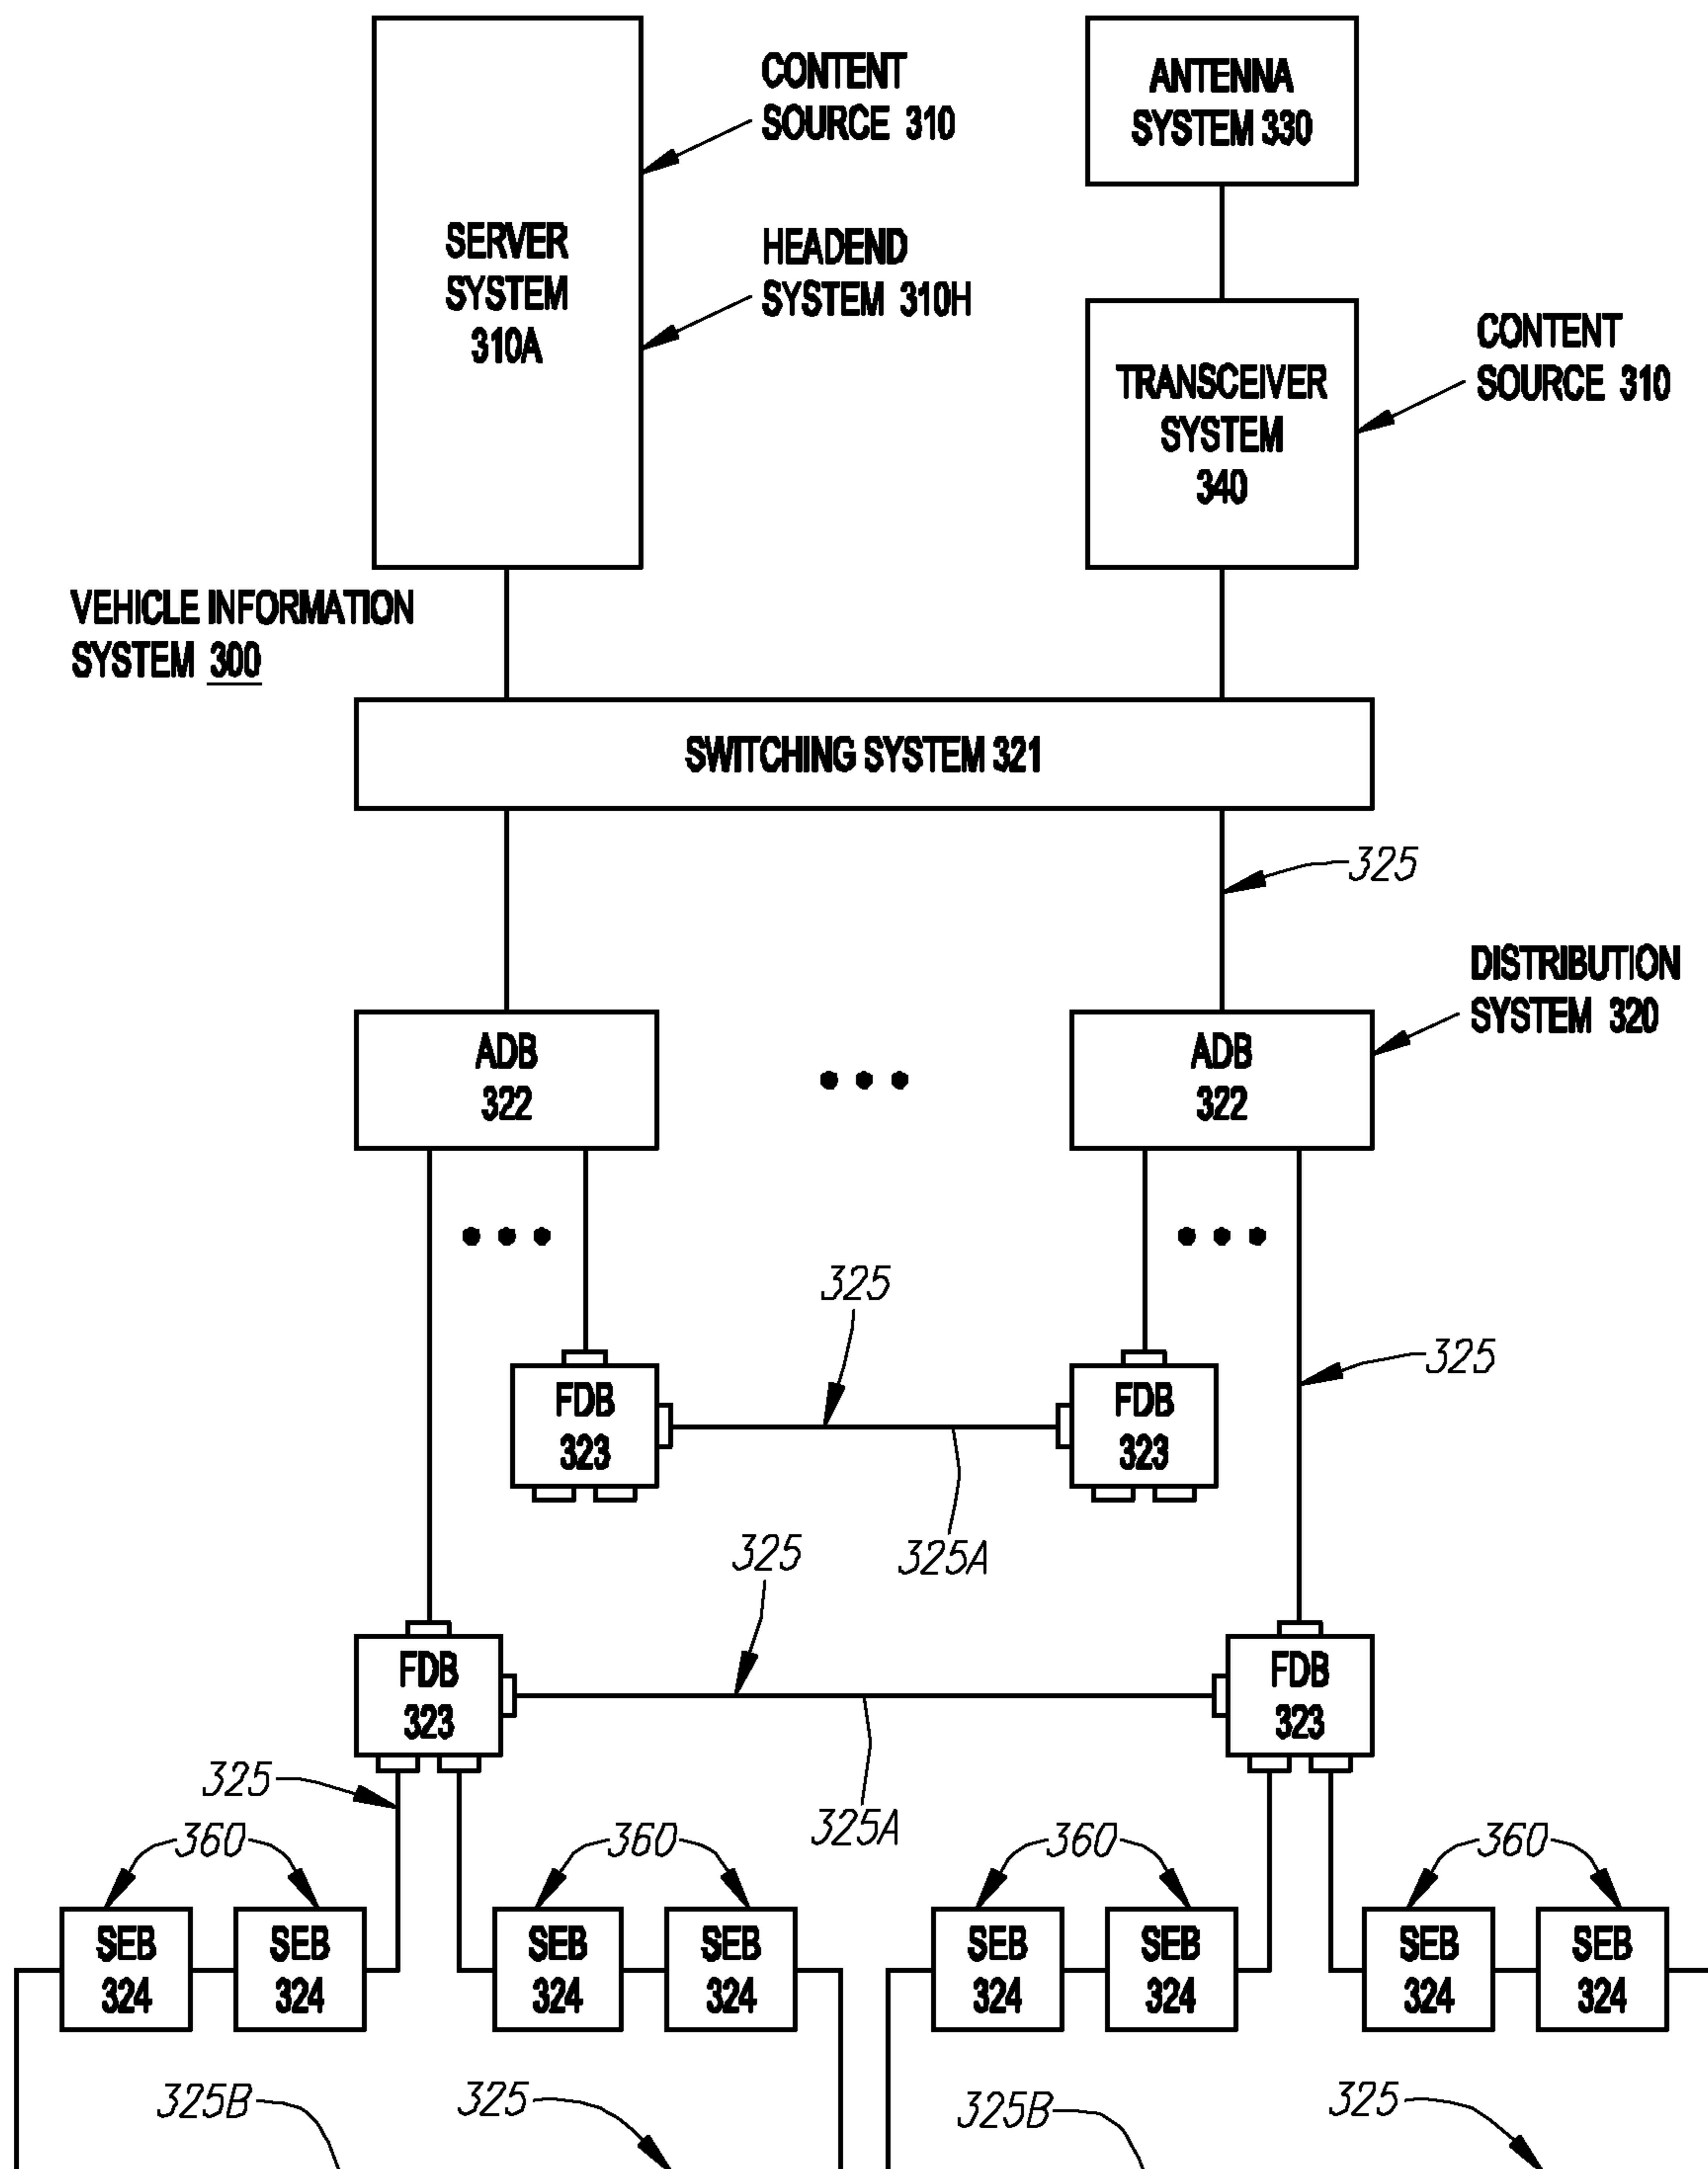 CONTENT
SOURCE 310
ANTENNA
SYSTEM 330
SERVER
SYSTEM
310A
HEADEND
SYSTEM 310H
TRANSCEIVER
SYSTEM
340
CONTENT
SOURCE 310
VEHICLE INFORMATION
SYSTEM 300
SWITCHING SYSTEM 321
325
DISTRIBUTION
SYSTEM 320
ADB
322
ADB
322
325
325
FDB
323
FDB
323
325A
325
FDB
323
FDB
323
325
325A
360
360
360
360
SEB
324
SEB
324
SEB
324
SEB
324
SEB
324
SEB
324
SEB
324
SEB
324
325B
325
325B
325